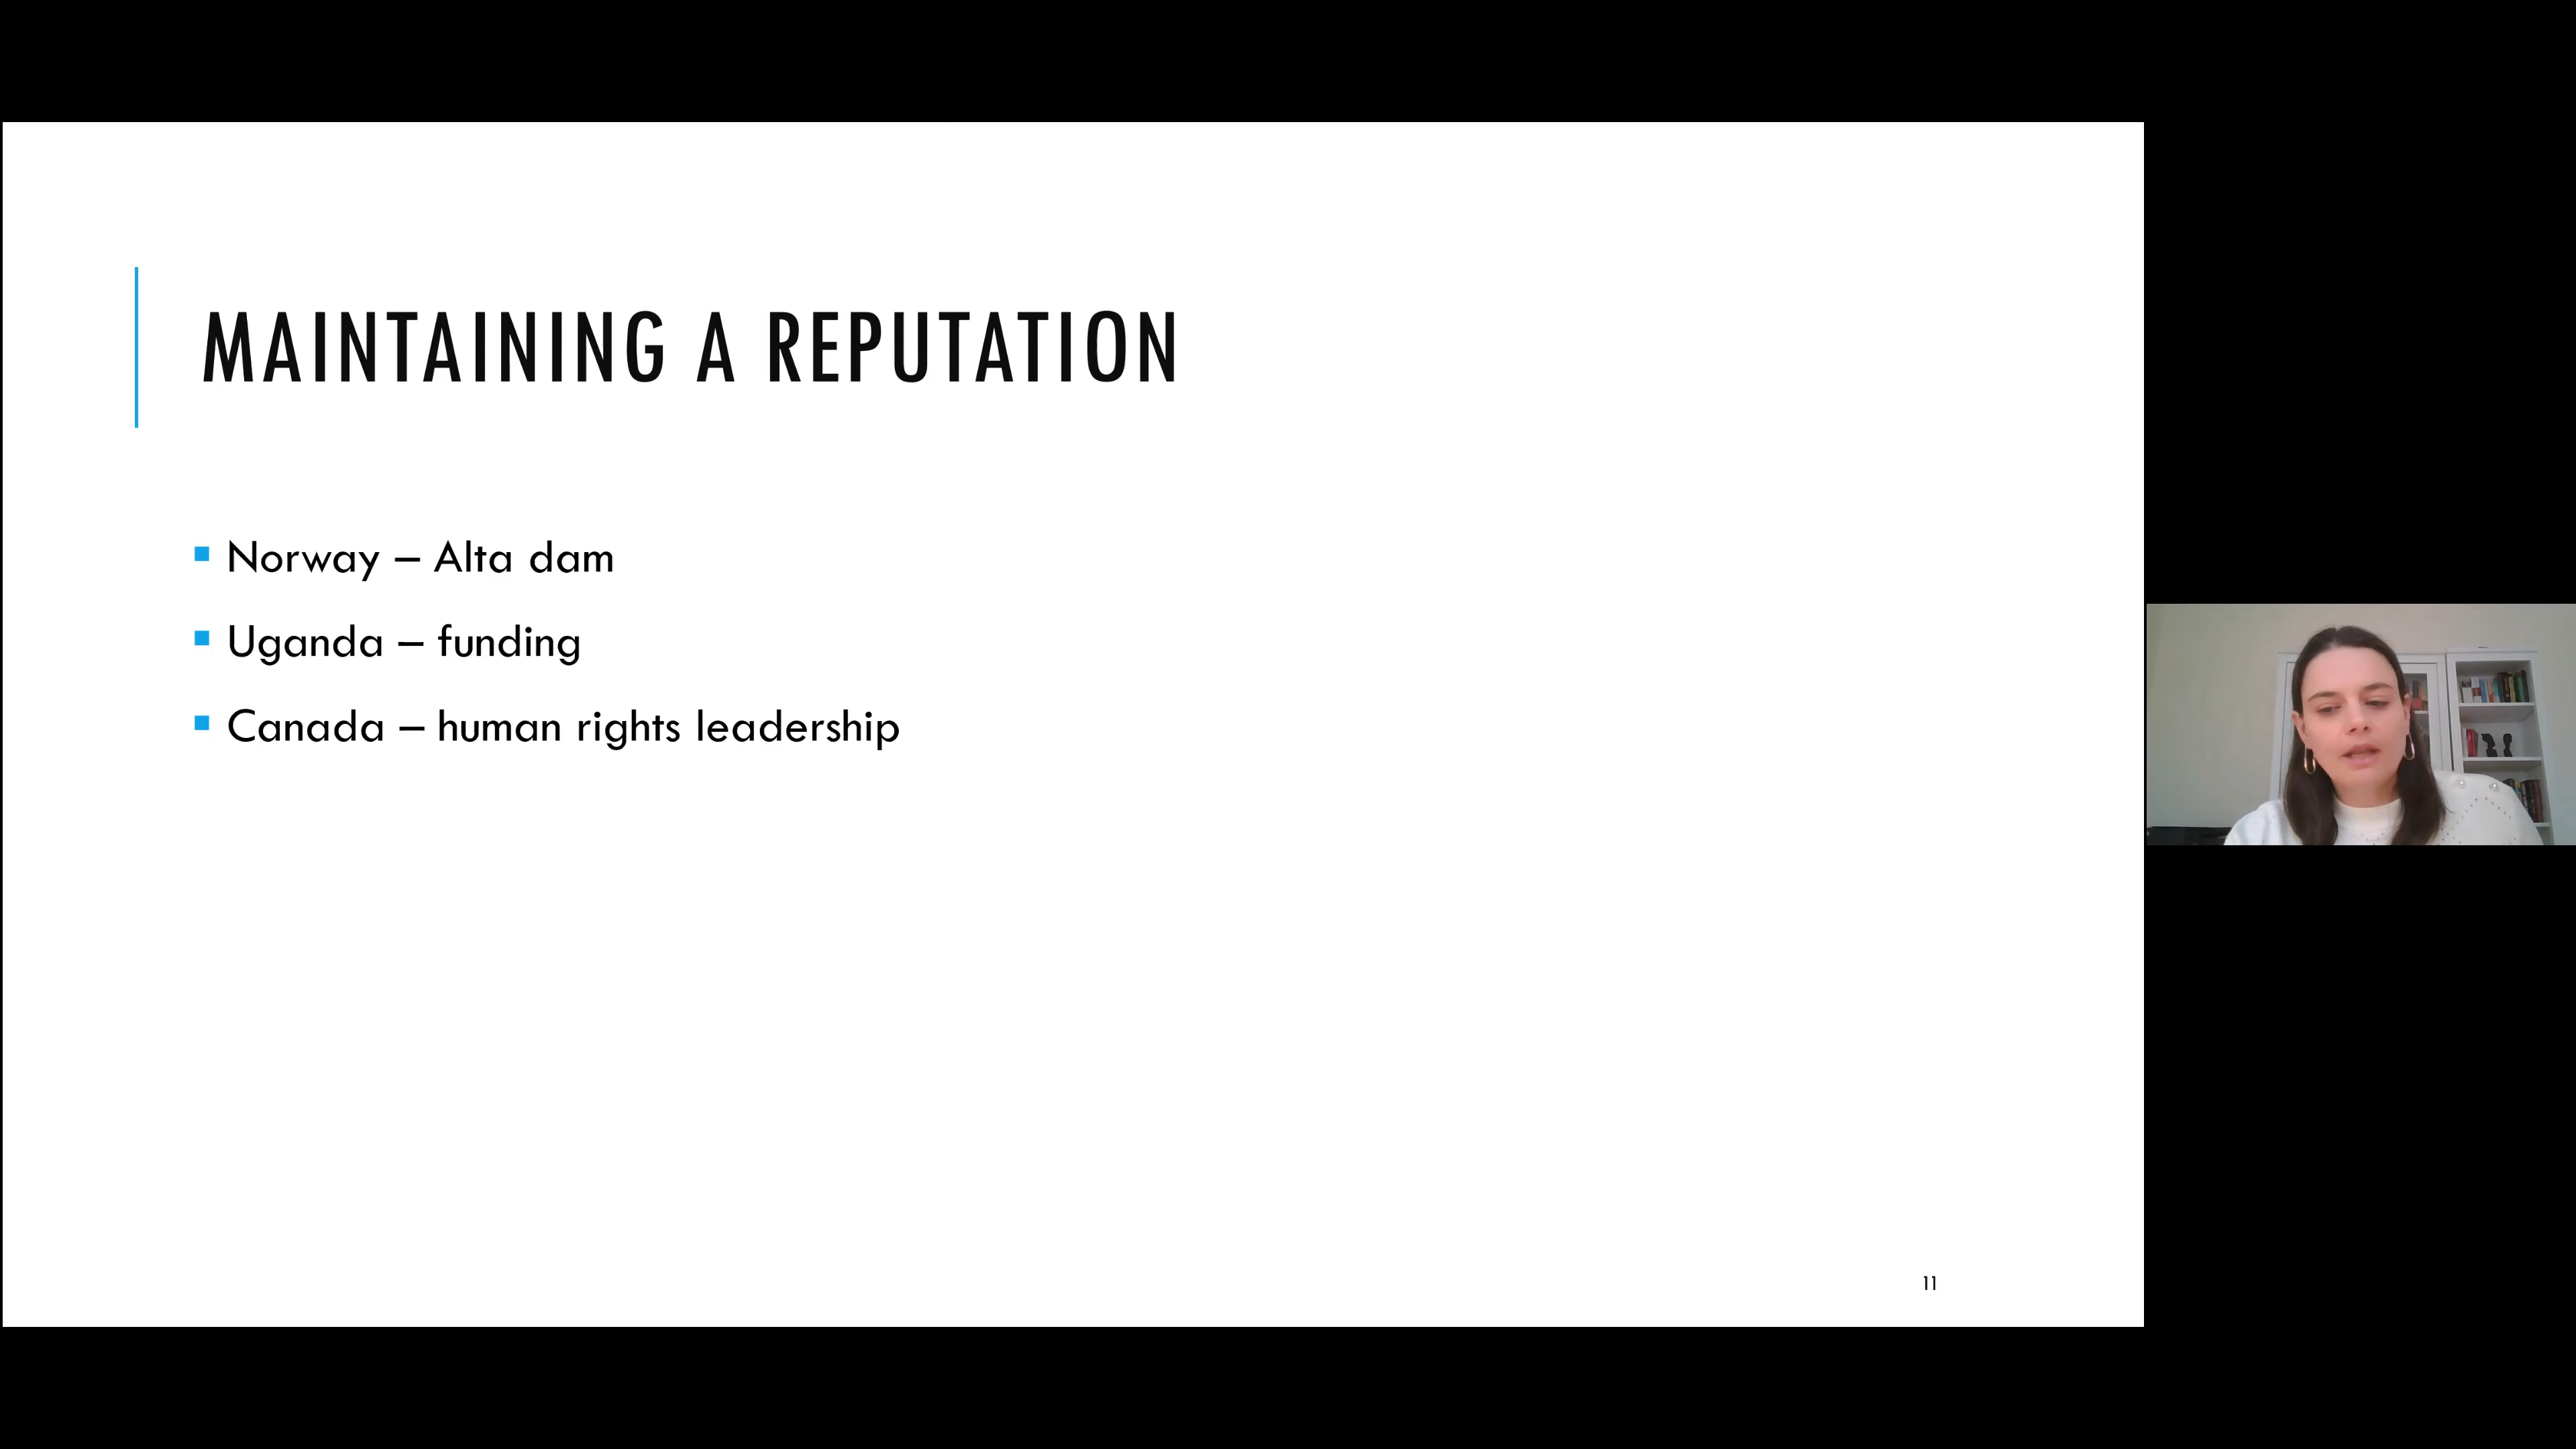 MAINTAINING A REPUTATION
Norway – Alta dam
Uganda – funding
Canada – human rights leadership
11